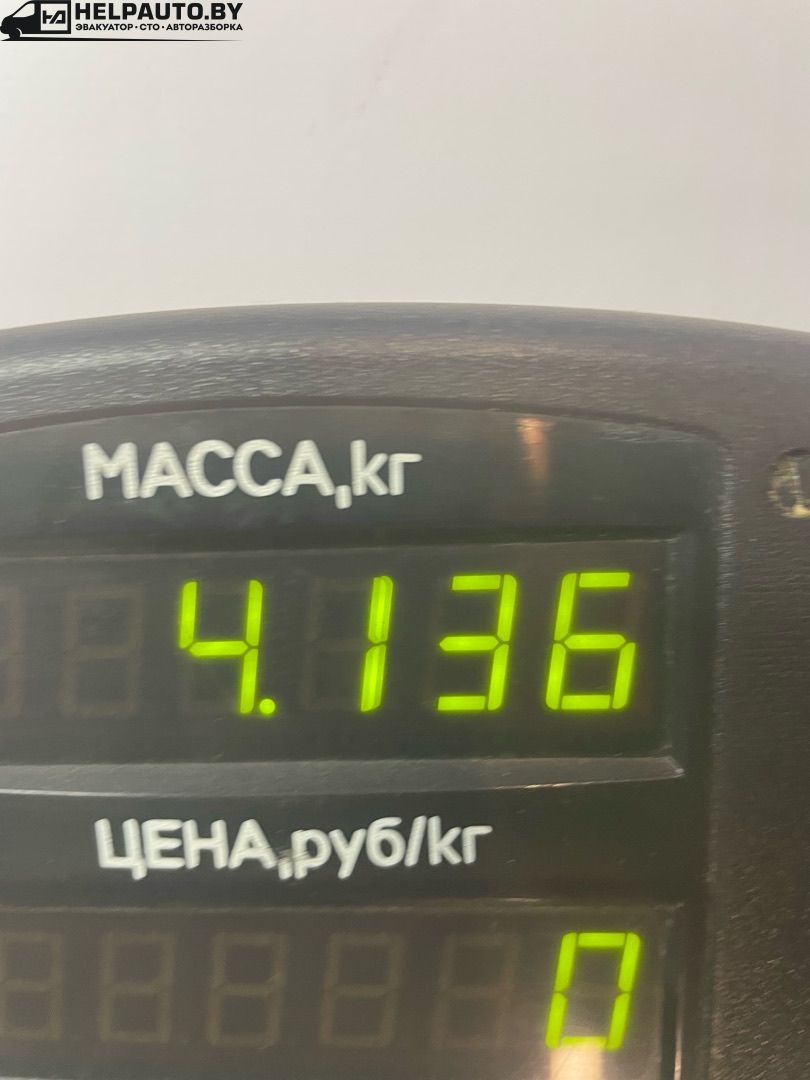 HELPAUTO.BY
ЭВАКУАТОР • СТО • АВТОРАЗБОРКА
МАССА,кг
4.136
ЦЕНА,руб/кг
0